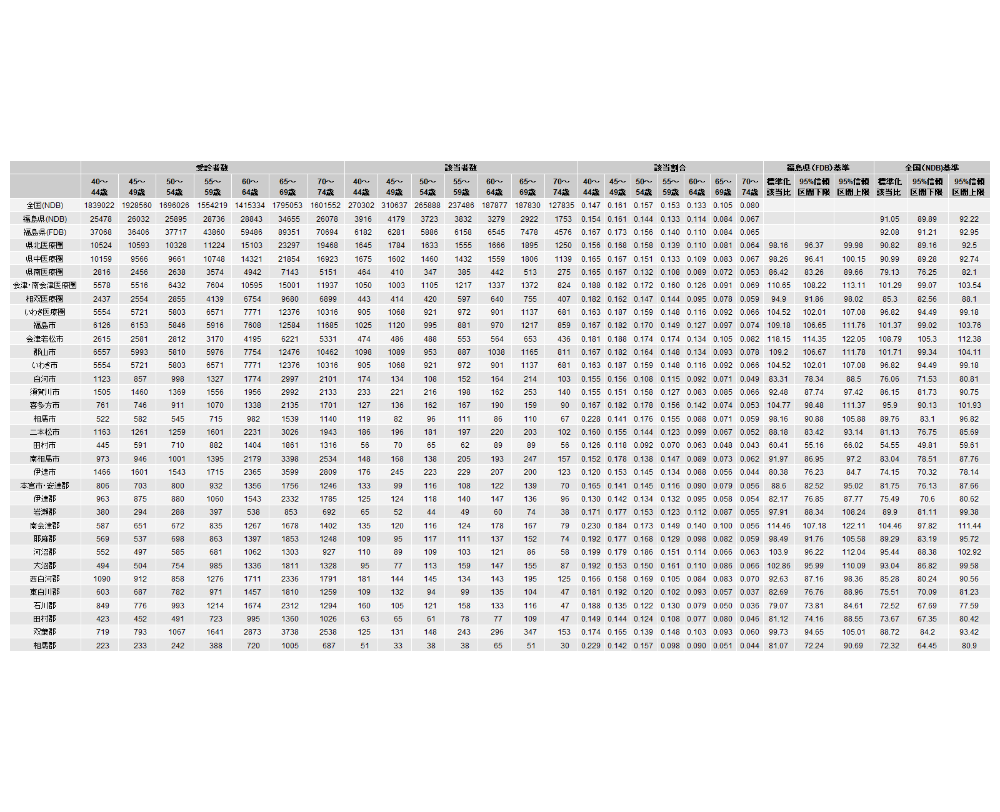 受診者数 該当者数 該当割合 福島県(FDB)基準 全国(NDB)基準
40～44歳 45～49歳 50～54歳 55～59歳 60～64歳 65～69歳 70～74歳 40～44歳 45～49歳 50～54歳 55～59歳 60～64歳 65～69歳 70～74歳 40～44歳 45～49歳 50～54歳 55～59歳 60～64歳 65～69歳 70～74歳 標準化該当比 95%信頼区間下限 95%信頼区間上限 標準化該当比 95%信頼区間下限 95%信頼区間上限
全国(NDB) 1839022 1928560 1696026 1554219 1415334 1795053 1601552 270302 310637 265888 237486 187877 187830 127835 0.147 0.161 0.157 0.153 0.133 0.105 0.080
福島県(NDB) 25478 26032 25895 28736 28843 34655 26078 3916 4179 3723 3832 3279 2922 1753 0.154 0.161 0.144 0.133 0.114 0.084 0.067 91.05 89.89 92.22
福島県(FDB) 37068 36406 37717 43860 59486 89351 70694 6182 6281 5886 6158 6545 7478 4576 0.167 0.173 0.156 0.140 0.110 0.084 0.065 92.08 91.21 92.95
県北医療圏 10524 10593 10328 11224 15103 23297 19468 1645 1784 1633 1555 1666 1895 1250 0.156 0.168 0.158 0.139 0.110 0.081 0.064 98.16 96.37 99.98 90.82 89.16 92.5
県中医療圏 10159 9566 9661 10748 14321 21854 16923 1675 1602 1460 1432 1559 1806 1139 0.165 0.167 0.151 0.133 0.109 0.083 0.067 98.26 96.41 100.15 90.99 89.28 92.74
県南医療圏 2816 2456 2638 3574 4942 7143 5151 464 410 347 385 442 513 275 0.165 0.167 0.132 0.108 0.089 0.072 0.053 86.42 83.26 89.66 79.13 76.25 82.1
会津・南会津医療圏 5578 5516 6432 7604 10595 15001 11937 1050 1003 1105 1217 1337 1372 824 0.188 0.182 0.172 0.160 0.126 0.091 0.069 110.65 108.22 113.11 101.29 99.07 103.54
相双医療圏 2437 2554 2855 4139 6754 9680 6899 443 414 420 597 640 755 407 0.182 0.162 0.147 0.144 0.095 0.078 0.059 94.9 91.86 98.02 85.3 82.56 88.1
いわき医療圏 5554 5721 5803 6571 7771 12376 10316 905 1068 921 972 901 1137 681 0.163 0.187 0.159 0.148 0.116 0.092 0.066 104.52 102.01 107.08 96.82 94.49 99.18
福島市 6126 6153 5846 5916 7608 12584 11685 1025 1120 995 881 970 1217 859 0.167 0.182 0.170 0.149 0.127 0.097 0.074 109.18 106.65 111.76 101.37 99.02 103.76
会津若松市 2615 2581 2812 3170 4195 6221 5331 474 486 488 553 564 653 436 0.181 0.188 0.174 0.174 0.134 0.105 0.082 118.15 114.35 122.05 108.79 105.3 112.38
郡山市 6557 5993 5810 5976 7754 12476 10462 1098 1089 953 887 1038 1165 811 0.167 0.182 0.164 0.148 0.134 0.093 0.078 109.2 106.67 111.78 101.71 99.34 104.11
いわき市 5554 5721 5803 6571 7771 12376 10316 905 1068 921 972 901 1137 681 0.163 0.187 0.159 0.148 0.116 0.092 0.066 104.52 102.01 107.08 96.82 94.49 99.18
白河市 1123 857 998 1327 1774 2997 2101 174 134 108 152 164 214 103 0.155 0.156 0.108 0.115 0.092 0.071 0.049 83.31 78.34 88.5 76.06 71.53 80.81
須賀川市 1505 1460 1369 1556 1956 2992 2133 233 221 216 198 162 253 140 0.155 0.151 0.158 0.127 0.083 0.085 0.066 92.48 87.74 97.42 86.15 81.73 90.75
喜多方市 761 746 911 1070 1338 2135 1701 127 136 162 167 190 159 90 0.167 0.182 0.178 0.156 0.142 0.074 0.053 104.77 98.48 111.37 95.9 90.13 101.93
相馬市 522 582 545 715 982 1539 1140 119 82 96 111 86 110 67 0.228 0.141 0.176 0.155 0.088 0.071 0.059 98.16 90.88 105.88 89.76 83.1 96.82
二本松市 1163 1261 1259 1601 2231 3026 1943 186 196 181 197 220 203 102 0.160 0.155 0.144 0.123 0.099 0.067 0.052 88.18 83.42 93.14 81.13 76.75 85.69
田村市 445 591 710 882 1404 1861 1316 56 70 65 62 89 89 56 0.126 0.118 0.092 0.070 0.063 0.048 0.043 60.41 55.16 66.02 54.55 49.81 59.61
南相馬市 973 946 1001 1395 2179 3398 2534 148 168 138 205 193 247 157 0.152 0.178 0.138 0.147 0.089 0.073 0.062 91.97 86.95 97.2 83.04 78.51 87.76
伊達市 1466 1601 1543 1715 2365 3599 2809 176 245 223 229 207 200 123 0.120 0.153 0.145 0.134 0.088 0.056 0.044 80.38 76.23 84.7 74.15 70.32 78.14
本宮市・安達郡 806 703 800 932 1356 1756 1246 133 99 116 108 122 139 70 0.165 0.141 0.145 0.116 0.090 0.079 0.056 88.6 82.52 95.02 81.75 76.13 87.66
伊達郡 963 875 880 1060 1543 2332 1785 125 124 118 140 147 136 96 0.130 0.142 0.134 0.132 0.095 0.058 0.054 82.17 76.85 87.77 75.49 70.6 80.62
岩瀬郡 380 294 288 397 538 853 692 65 52 44 49 60 74 38 0.171 0.177 0.153 0.123 0.112 0.087 0.055 97.91 88.34 108.24 89.9 81.11 99.38
南会津郡 587 651 672 835 1267 1678 1402 135 120 116 124 178 167 79 0.230 0.184 0.173 0.149 0.140 0.100 0.056 114.46 107.18 122.11 104.46 97.82 111.44
耶麻郡 569 537 698 863 1397 1853 1248 109 95 117 111 137 152 74 0.192 0.177 0.168 0.129 0.098 0.082 0.059 98.49 91.76 105.58 89.29 83.19 95.72
河沼郡 552 497 585 681 1062 1303 927 110 89 109 103 121 86 58 0.199 0.179 0.186 0.151 0.114 0.066 0.063 103.9 96.22 112.04 95.44 88.38 102.92
大沼郡 494 504 754 985 1336 1811 1328 95 77 113 159 147 155 87 0.192 0.153 0.150 0.161 0.110 0.086 0.066 102.86 95.99 110.09 93.04 86.82 99.58
西白河郡 1090 912 858 1276 1711 2336 1791 181 144 145 134 143 195 125 0.166 0.158 0.169 0.105 0.084 0.083 0.070 92.63 87.16 98.36 85.28 80.24 90.56
東白川郡 603 687 782 971 1457 1810 1259 109 132 94 99 135 104 47 0.181 0.192 0.120 0.102 0.093 0.057 0.037 82.69 76.76 88.96 75.51 70.09 81.23
石川郡 849 776 993 1214 1674 2312 1294 160 105 121 158 133 116 47 0.188 0.135 0.122 0.130 0.079 0.050 0.036 79.07 73.81 84.61 72.52 67.69 77.59
田村郡 423 452 491 723 995 1360 1026 63 65 61 78 77 109 47 0.149 0.144 0.124 0.108 0.077 0.080 0.046 81.12 74.16 88.55 73.67 67.35 80.42
双葉郡 719 793 1067 1641 2873 3738 2538 125 131 148 243 296 347 153 0.174 0.165 0.139 0.148 0.103 0.093 0.060 99.73 94.65 105.01 88.72 84.2 93.42
相馬郡 223 233 242 388 720 1005 687 51 33 38 38 65 51 30 0.229 0.142 0.157 0.098 0.090 0.051 0.044 81.07 72.24 90.69 72.32 64.45 80.9